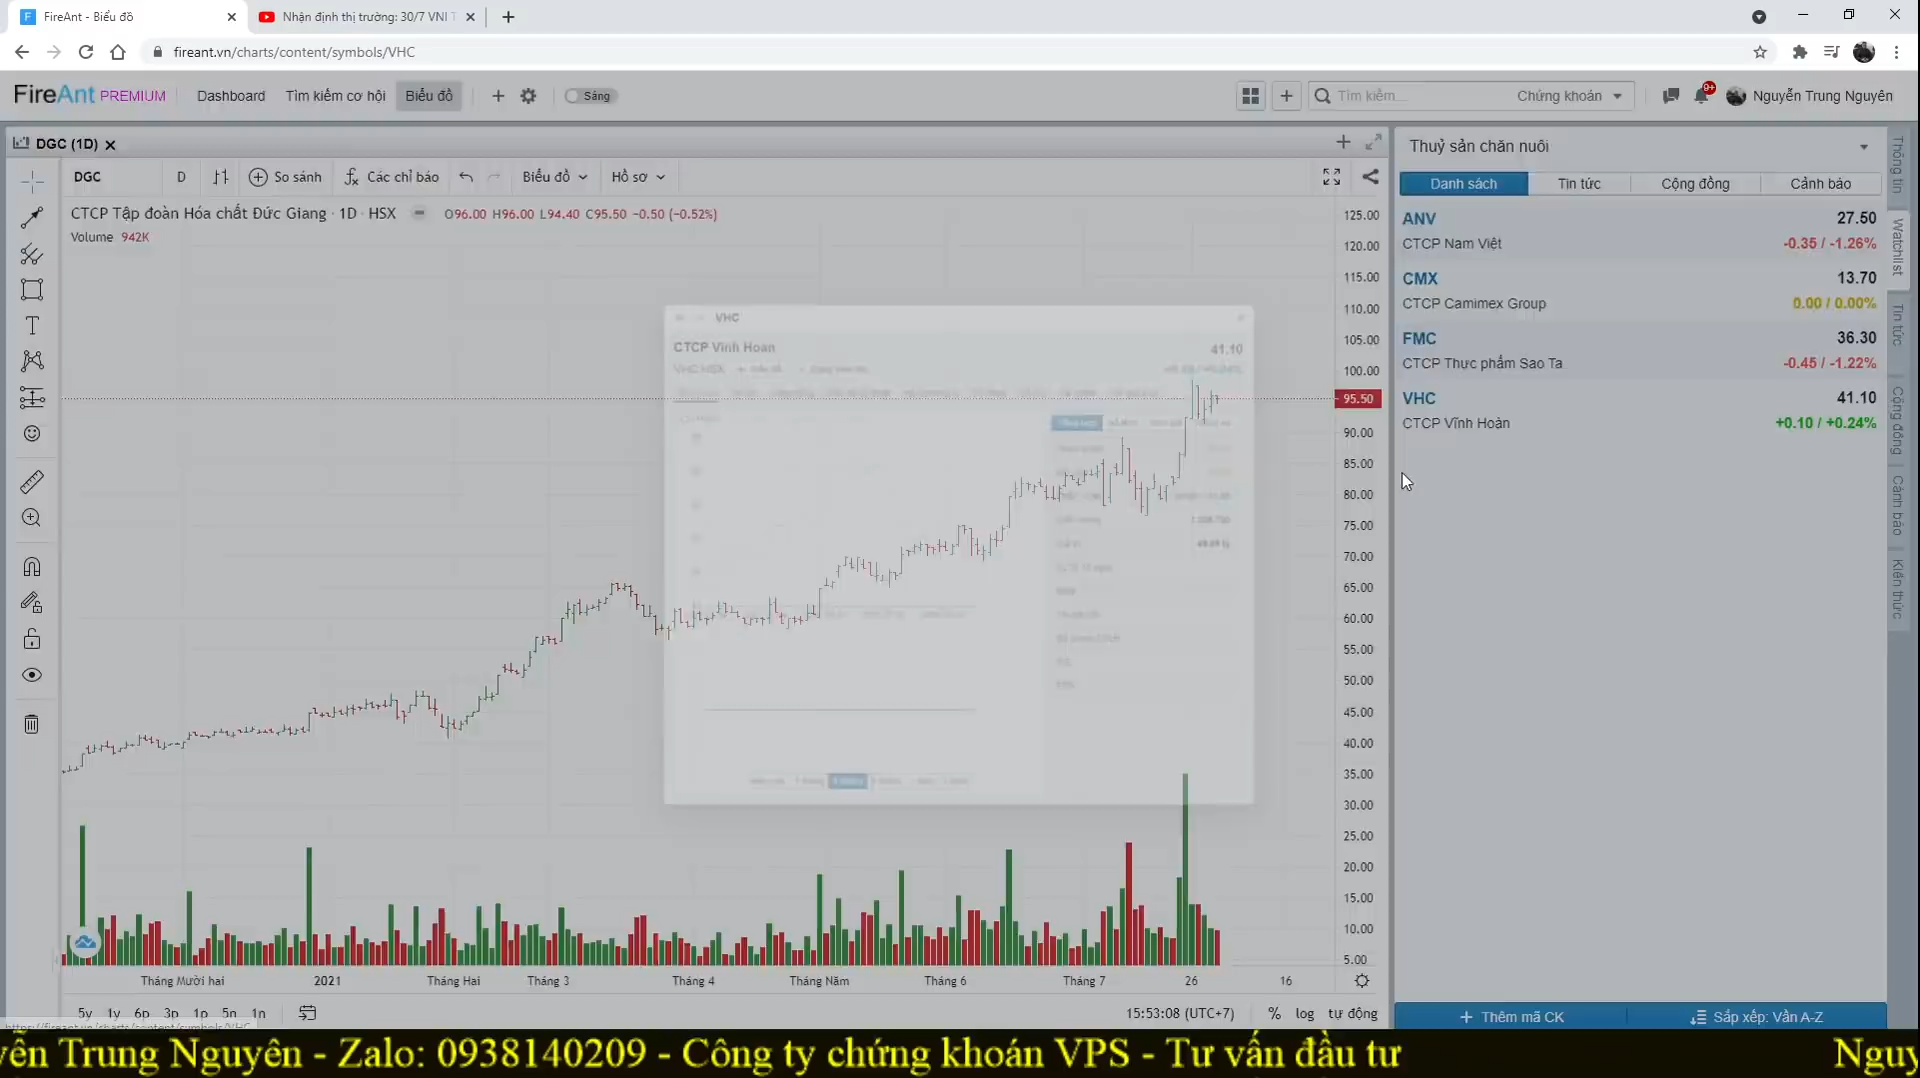 FireAnt - Biểu đồ
Nhận định thị trường: 30/7 VNI T
fireant.vn/charts/content/symbols/VHC
FireAnt PREMIUM
Dashboard
Tìm kiếm cơ hội
Biểu đồ
Sáng
Tìm kiếm...
Chứng khoán
9+
Nguyễn Trung Nguyên
DGC (1D)
DGC
D
So sánh
Các chỉ báo
Biểu đồ
Hồ sơ
CTCP Tập đoàn Hóa chất Đức Giang · 1D · HSX
O96.00 H96.00 L94.40 C95.50 −0.50 (−0.52%)
Volume 942K
VHC
CTCP Vĩnh Hoàn
41.10
125.00
120.00
115.00
110.00
105.00
100.00
95.50
90.00
85.00
80.00
75.00
70.00
65.00
60.00
55.00
50.00
45.00
40.00
35.00
30.00
25.00
20.00
15.00
10.00
5.00
Tháng Mười hai
2021
Tháng Hai
Tháng 3
Tháng 4
Tháng Năm
Tháng 6
Tháng 7
26
16
5y 1y 6p 3p 1p 5n 1n
15:53:08 (UTC+7)
% log tự động
https://fireant.vn/charts/content/symbols/VHC
Thuỷ sản chăn nuôi
Danh sách
Tin tức
Cộng đồng
Cảnh báo
ANV 27.50
CTCP Nam Việt -0.35 / -1.26%
CMX 13.70
CTCP Camimex Group 0.00 / 0.00%
FMC 36.30
CTCP Thực phẩm Sao Ta -0.45 / -1.22%
VHC 41.10
CTCP Vĩnh Hoàn +0.10 / +0.24%
Thêm mã CK
Sắp xếp: Vần A-Z
Thông tin
Watchlist
Tin tức
Cộng đồng
Cảnh báo
Kiến thức
yễn Trung Nguyên - Zalo: 0938140209 - Công ty chứng khoán VPS - Tư vấn đầu tư
Nguy